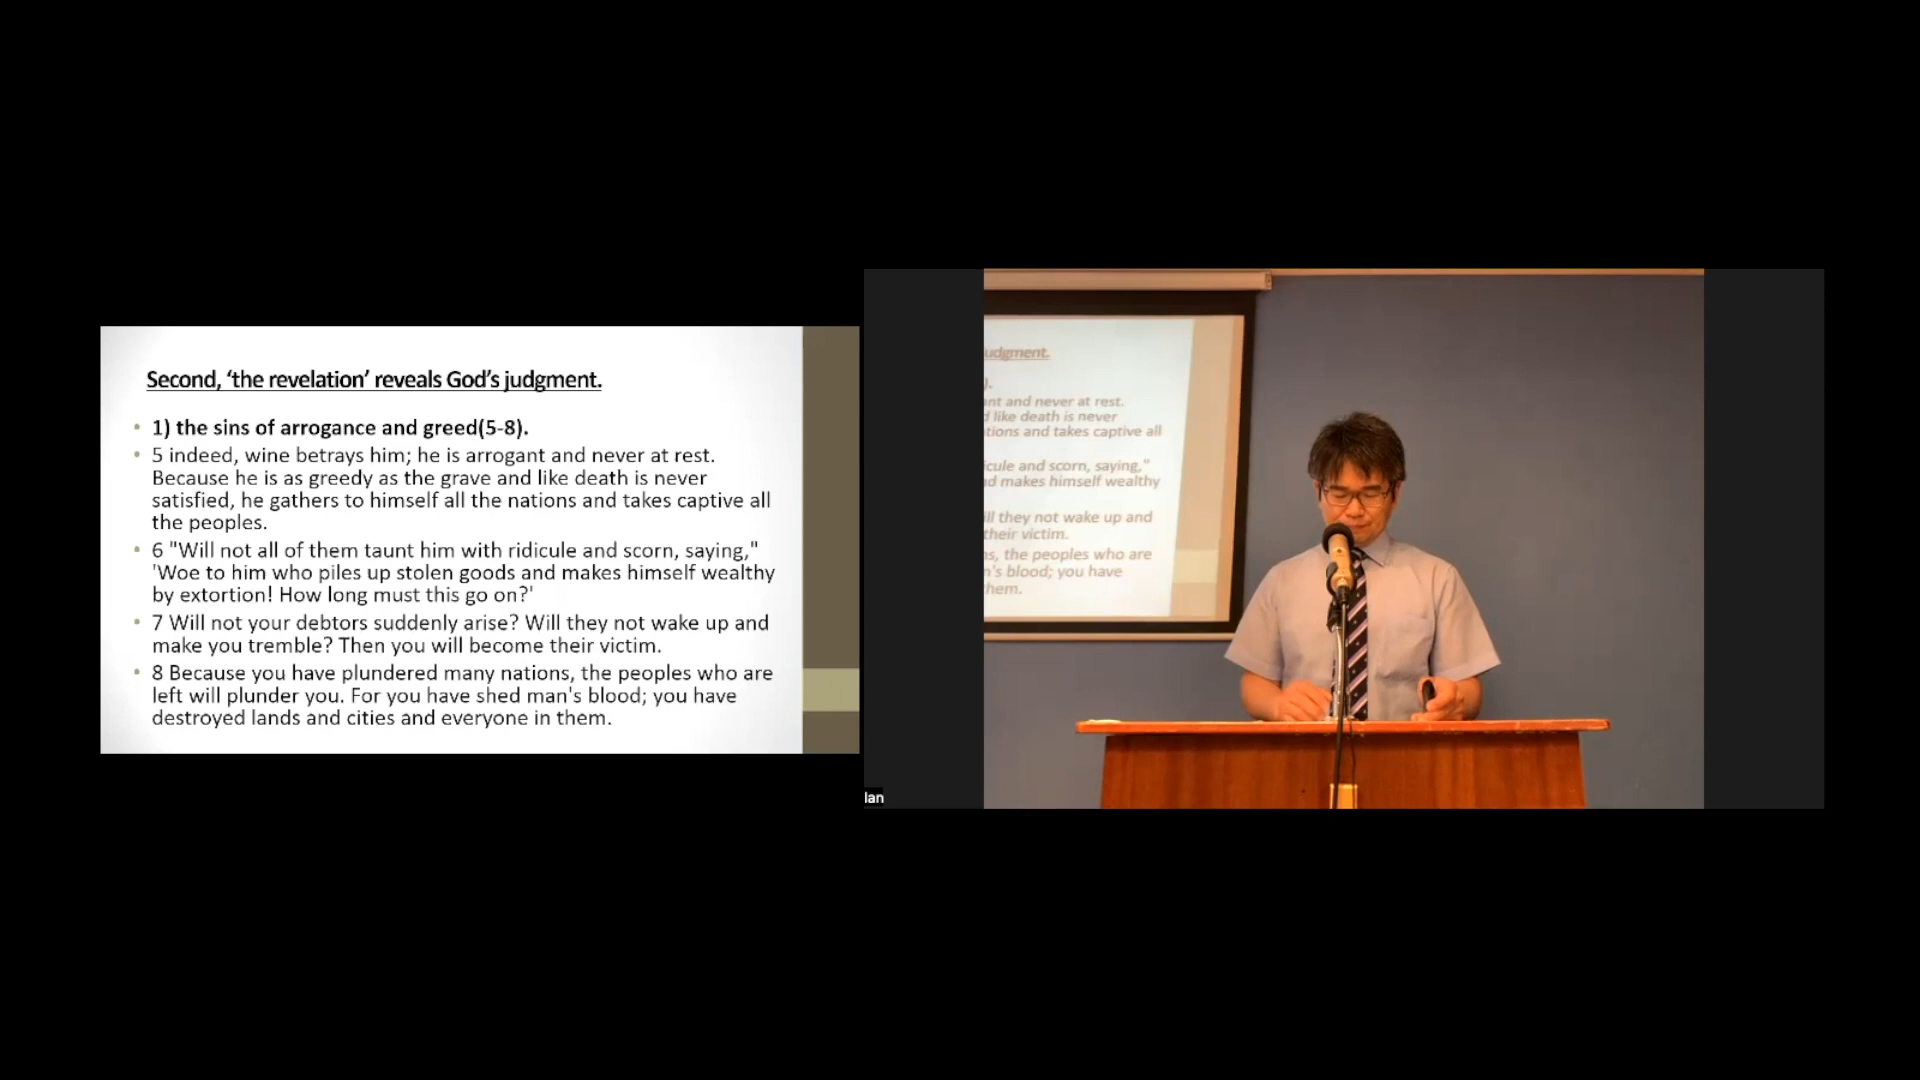 Second, ‘the revelation’ reveals God’s judgment.
• 1) the sins of arrogance and greed(5-8).
• 5 indeed, wine betrays him; he is arrogant and never at rest.
Because he is as greedy as the grave and like death is never
satisfied, he gathers to himself all the nations and takes captive all
the peoples.
• 6 "Will not all of them taunt him with ridicule and scorn, saying,"
'Woe to him who piles up stolen goods and makes himself wealthy
by extortion! How long must this go on?'
• 7 Will not your debtors suddenly arise? Will they not wake up and
make you tremble? Then you will become their victim.
• 8 Because you have plundered many nations, the peoples who are
left will plunder you. For you have shed man's blood; you have
destroyed lands and cities and everyone in them.
udgment.
).
ant and never at rest.
d like death is never
tions and takes captive all
icule and scorn, saying,"
nd makes himself wealthy
ill they not wake up and
their victim.
ns, the peoples who are
n's blood; you have
hem.
lan